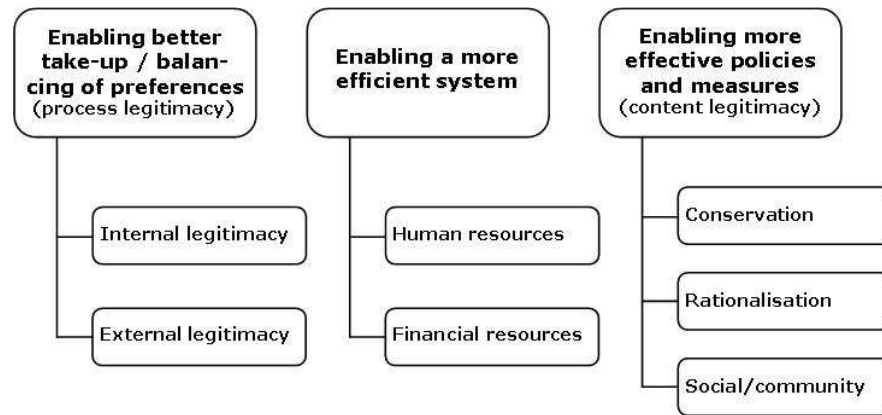 Enabling better
take-up / balan-
cing of preferences
(process legitimacy)
Internal legitimacy
External legitimacy
Enabling a more
efficient system
Human resources
Financial resources
Enabling more
effective policies
and measures
(content legitimacy)
Conservation
Rationalisation
Social/community